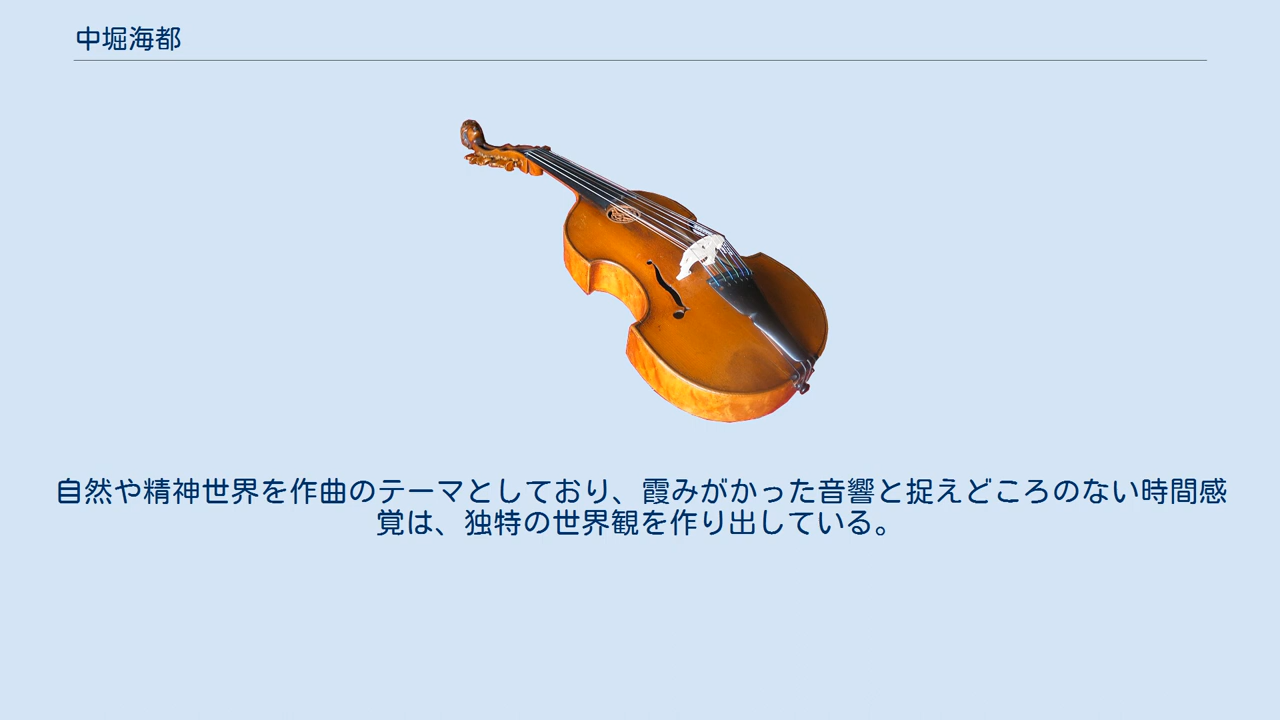 中堀海都
自然や精神世界を作曲のテーマとしており、霞みがかった音響と捉えどころのない時間感
覚は、独特の世界観を作り出している。